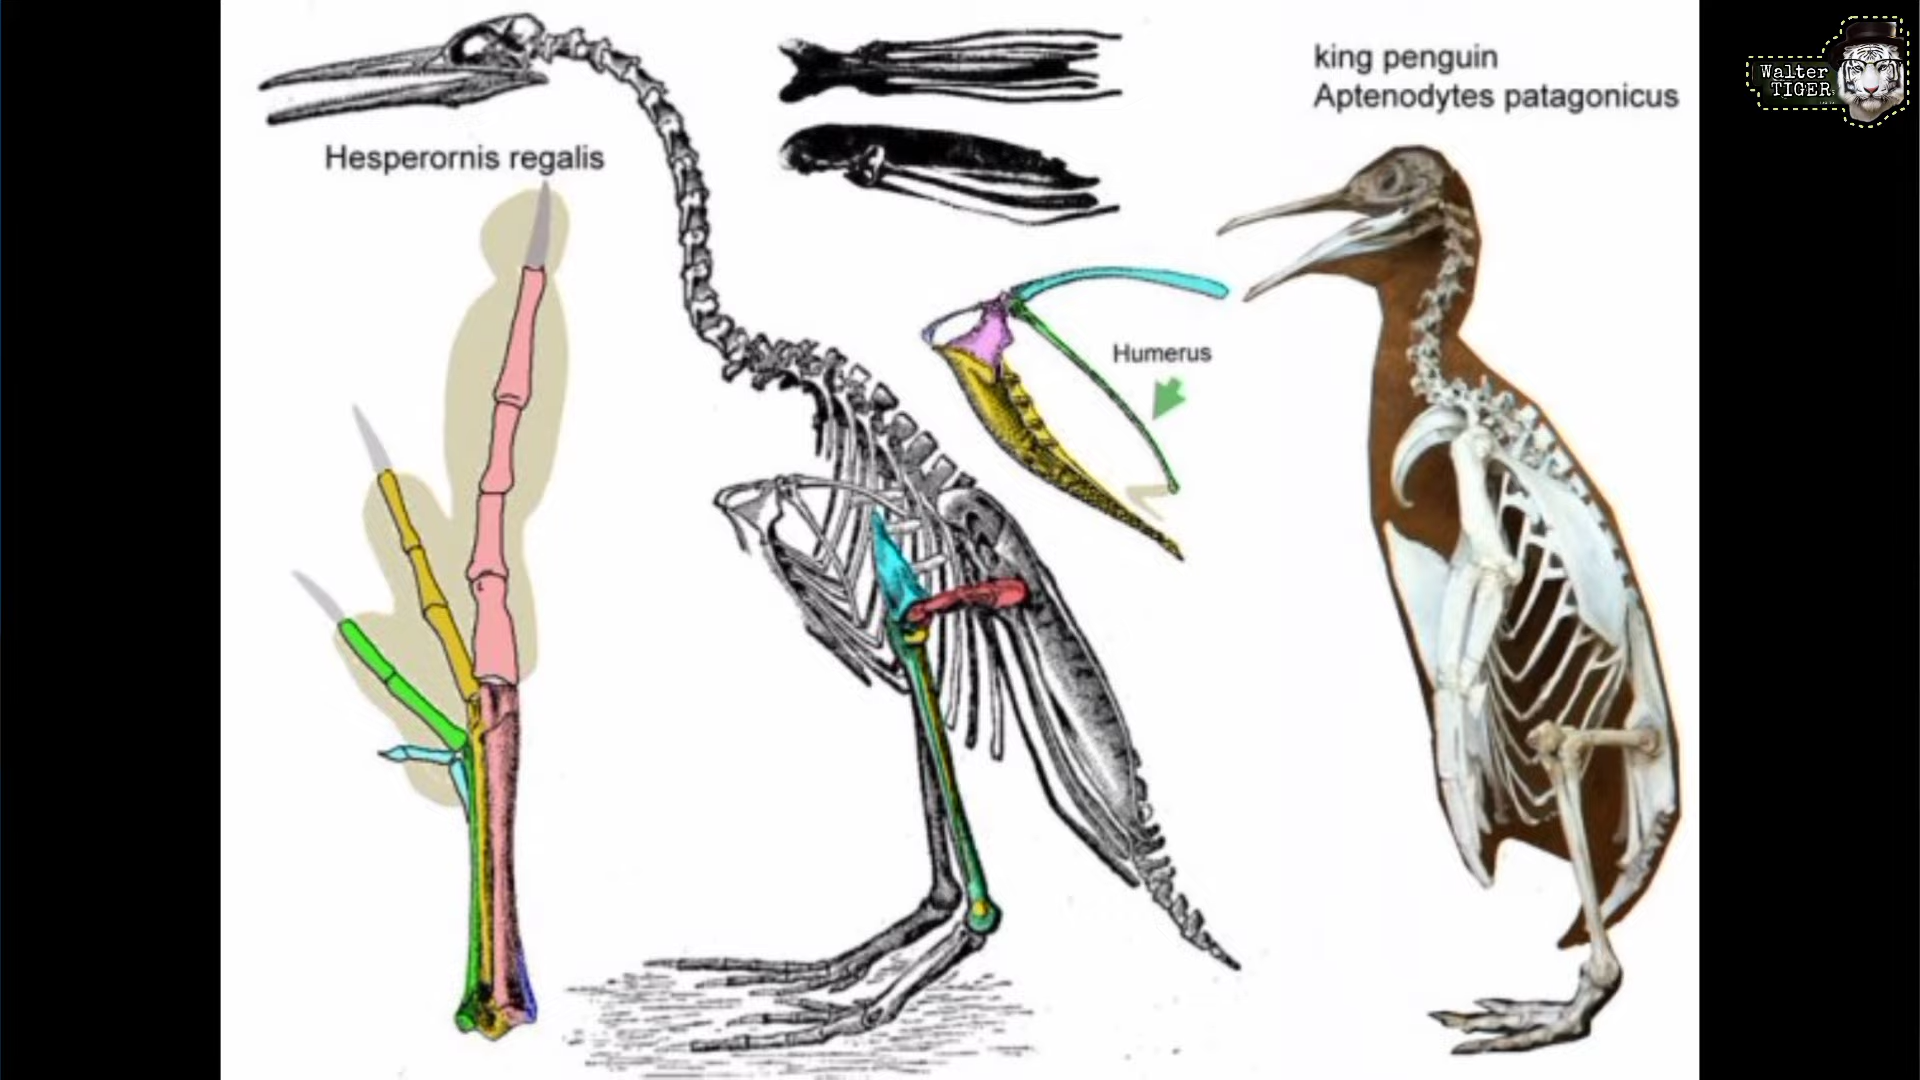 king penguin
Aptenodytes patagonicus
Walter
TIGER
Hesperornis regalis
Humerus